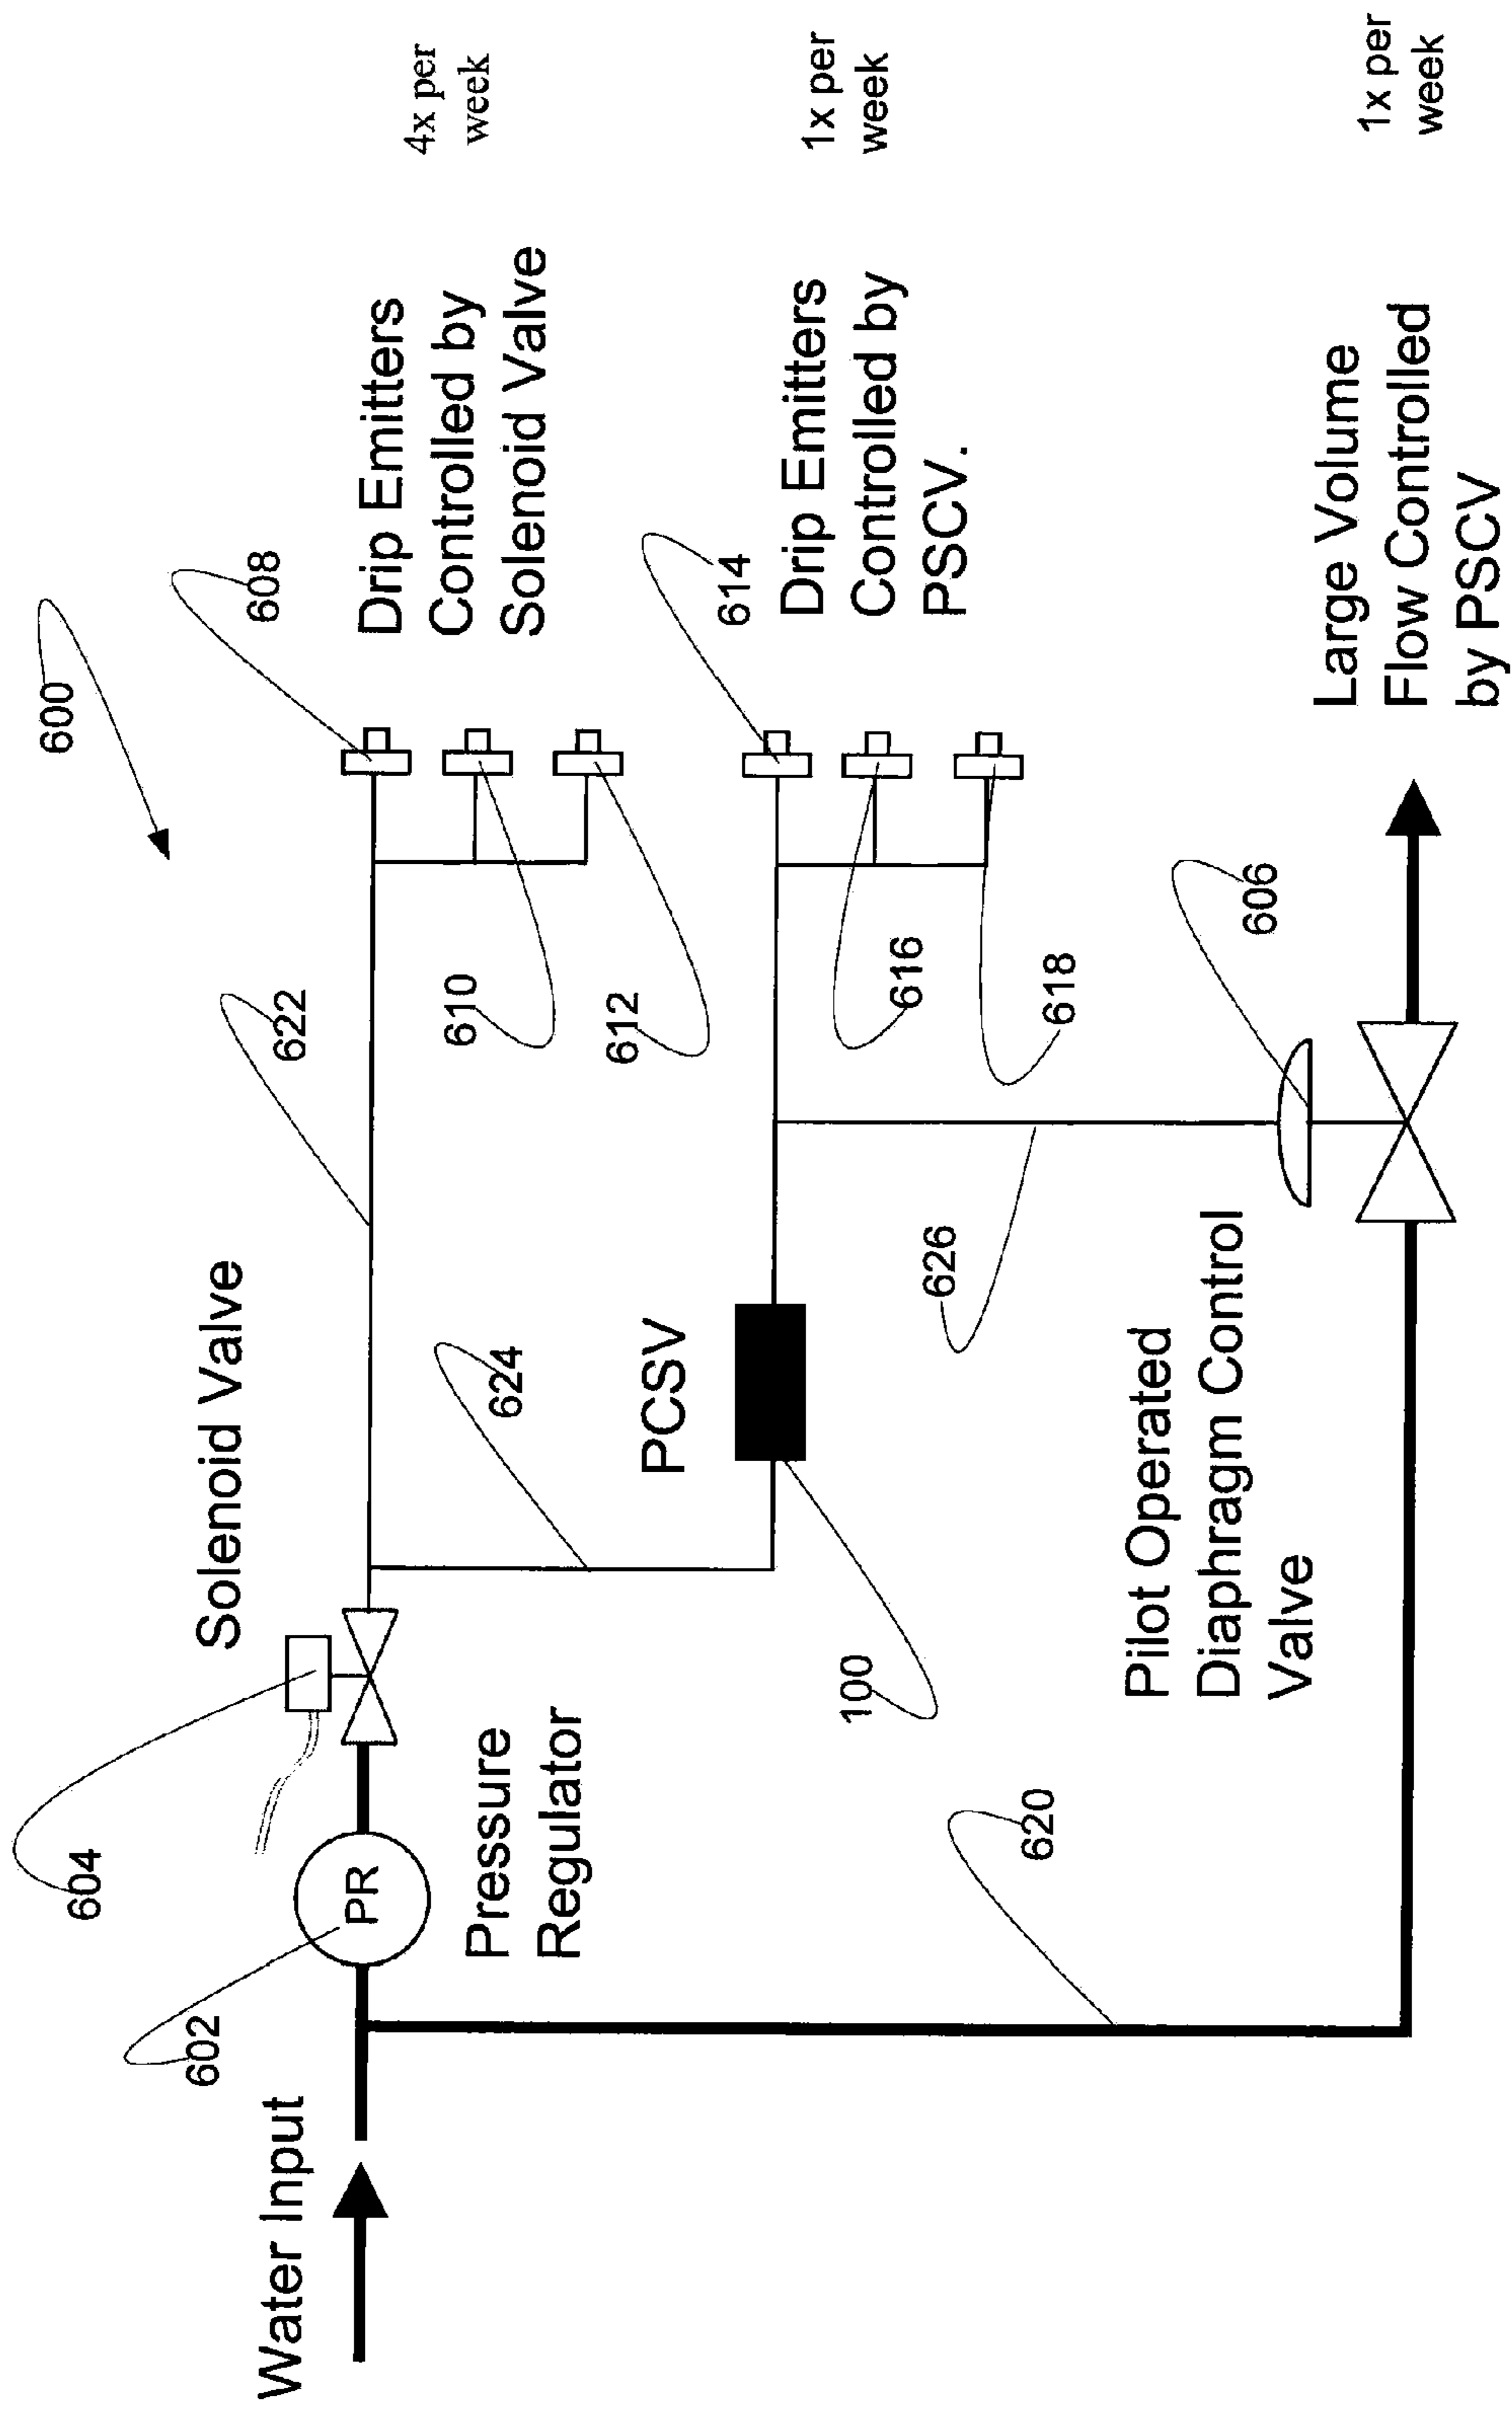 600
Water Input
602
PR
Pressure
Regulator
604
Solenoid Valve
622
608
Drip Emitters
Controlled by
Solenoid Valve
4x per
week
610
612
624
PCSV
100
614
Drip Emitters
Controlled by
PSCV.
1x per
week
616
618
626
620
Pilot Operated
Diaphragm Control
Valve
606
Large Volume
Flow Controlled
by PSCV
1x per
week